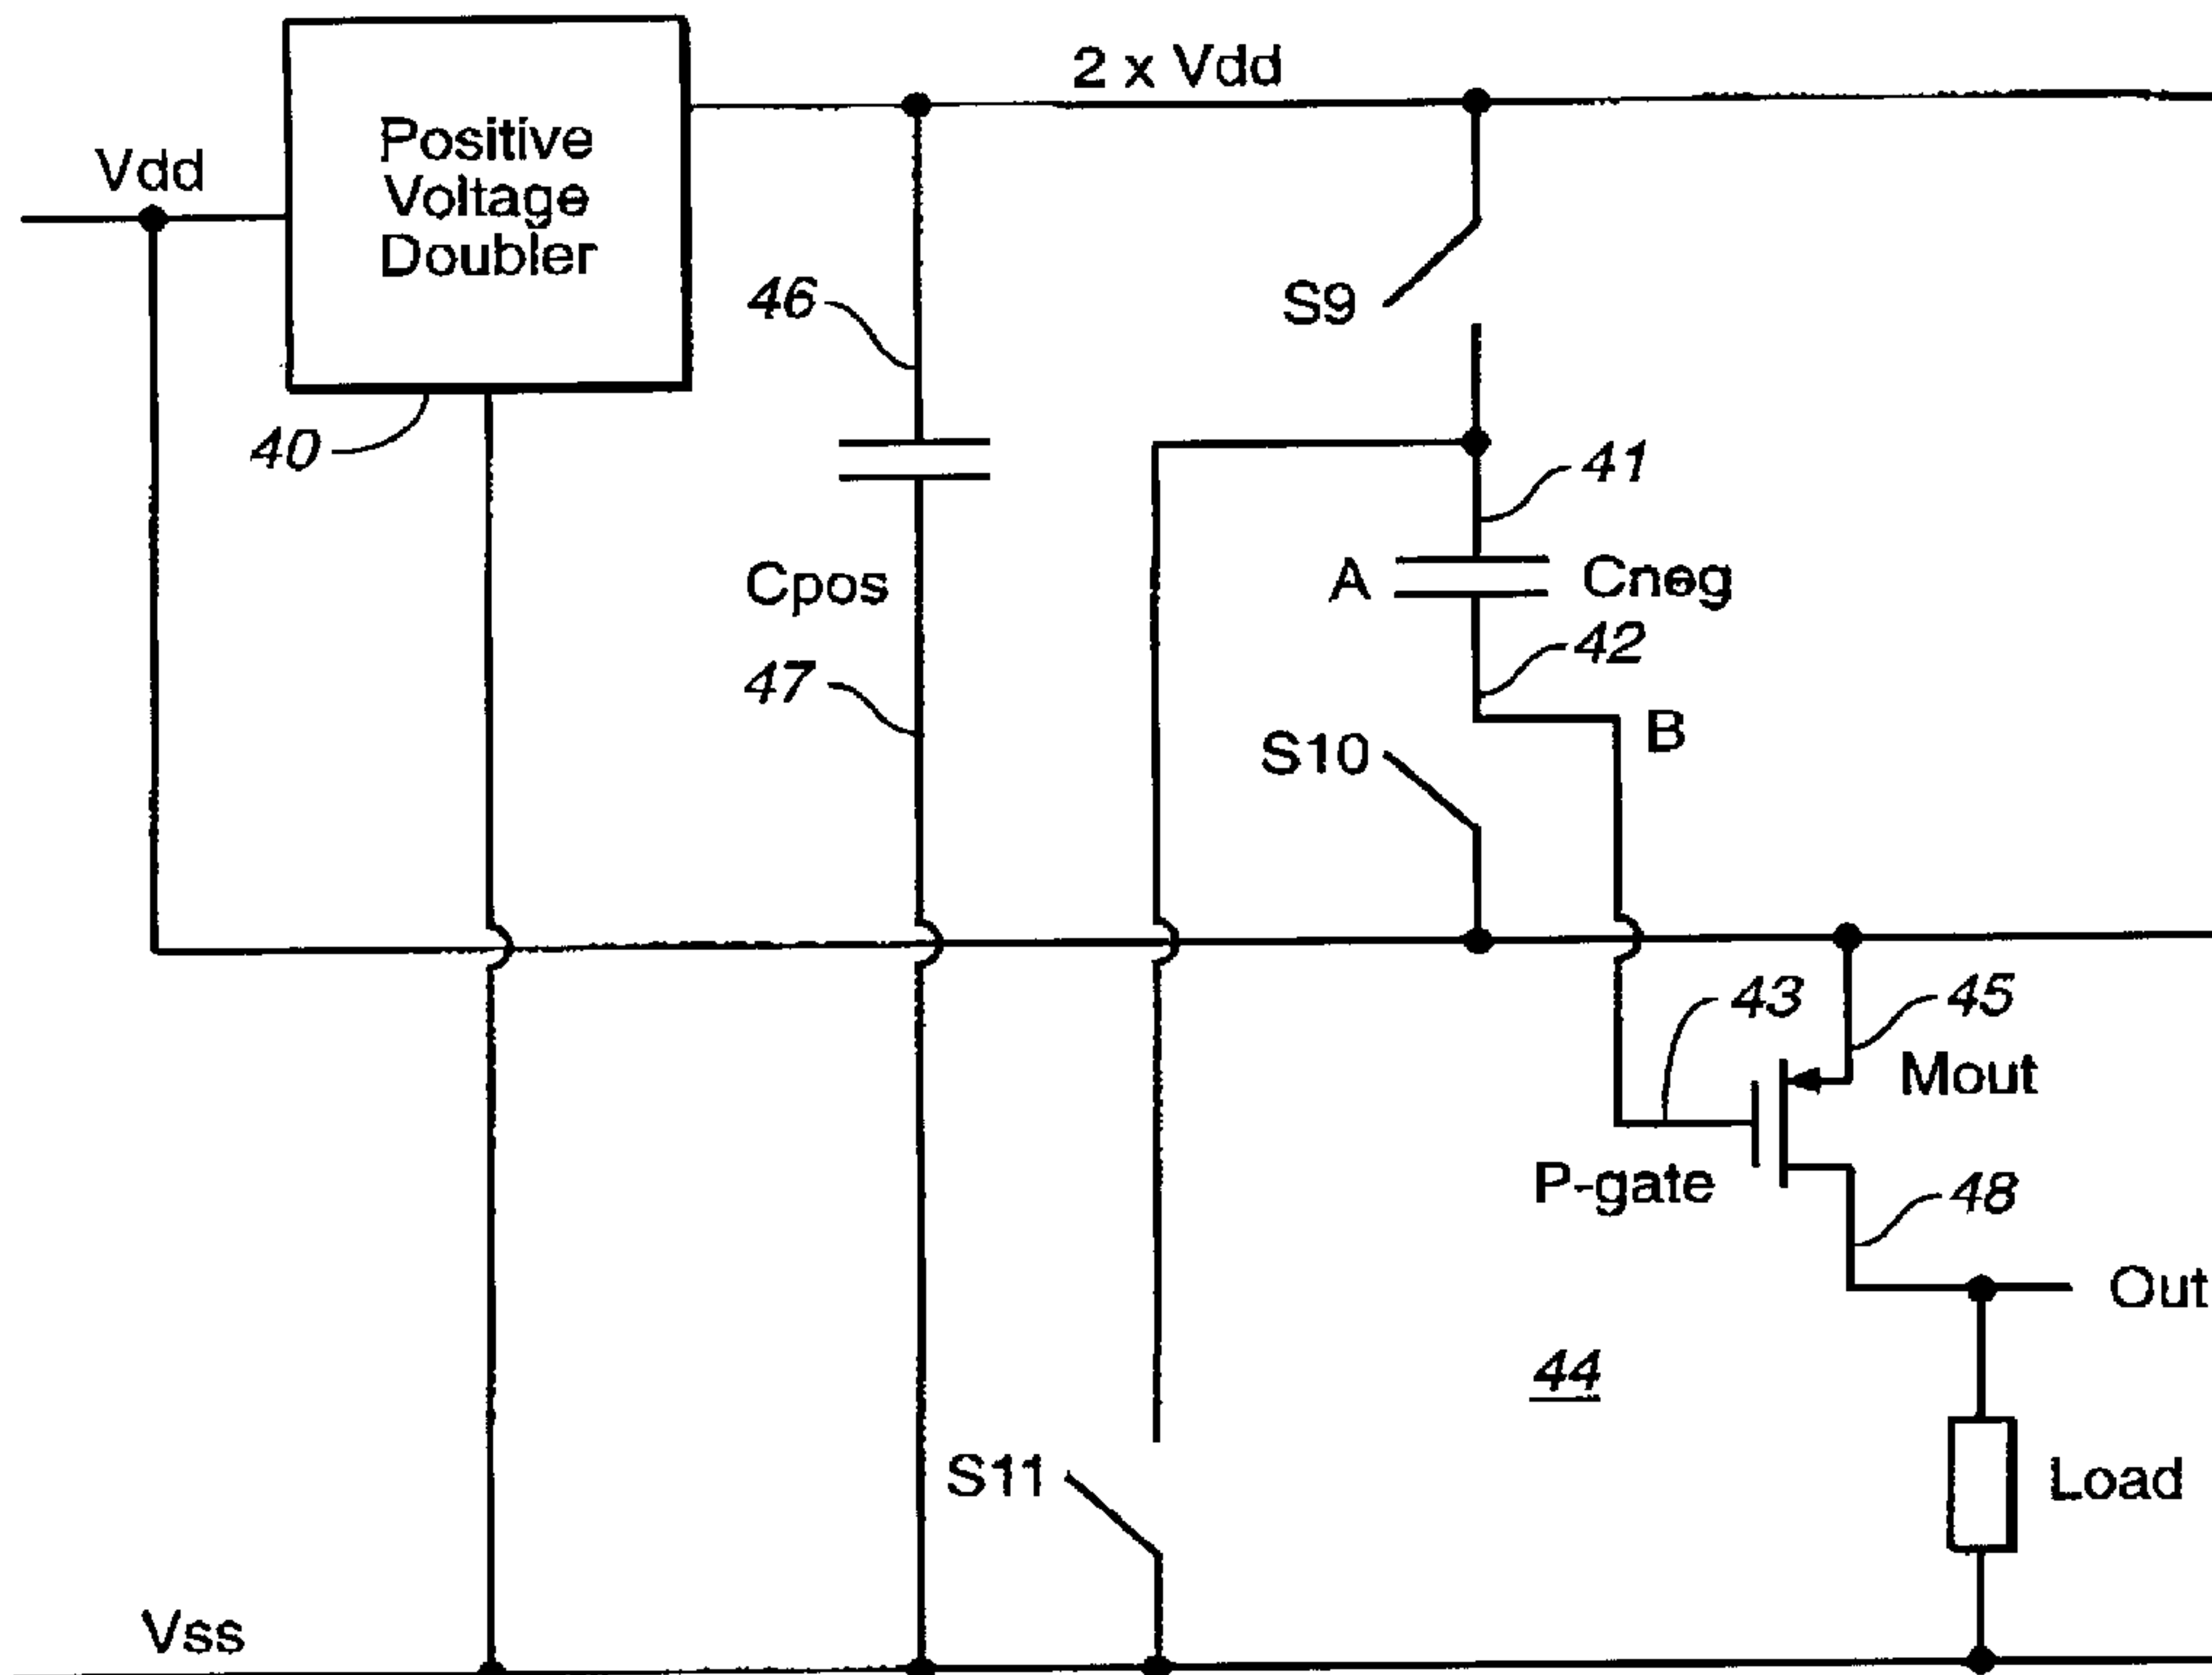 2 x Vdd
Positive
Voltage
Doubler
Vdd
46
S9
40
41
Cpos
A
Cneg
42
47
B
S10
43
45
Mout
P-gate
48
Out
44
S11
Load
Vss